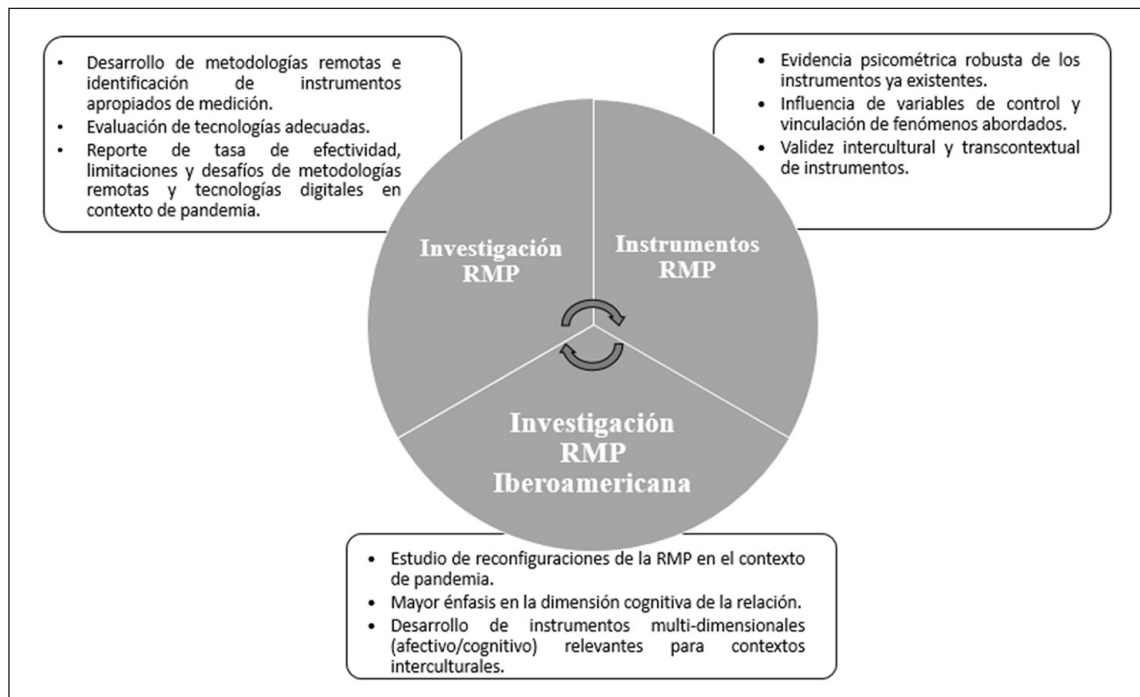 • Desarrollo de metodologías remotas e
identificación de instrumentos
apropiados de medición.
• Evaluación de tecnologías adecuadas.
• Reporte de tasa de efectividad,
limitaciones y desafíos de metodologías
remotas y tecnologías digitales en
contexto de pandemia.
• Evidencia psicométrica robusta de los
instrumentos ya existentes.
• Influencia de variables de control y
vinculación de fenómenos abordados.
• Validez intercultural y transcontextual
de instrumentos.
Investigación
RMP
Instrumentos
RMP
Investigación
RMP
Iberoamericana
• Estudio de reconfiguraciones de la RMP en el contexto
de pandemia.
• Mayor énfasis en la dimensión cognitiva de la relación.
• Desarrollo de instrumentos multi-dimensionales
(afectivo/cognitivo) relevantes para contextos
interculturales.